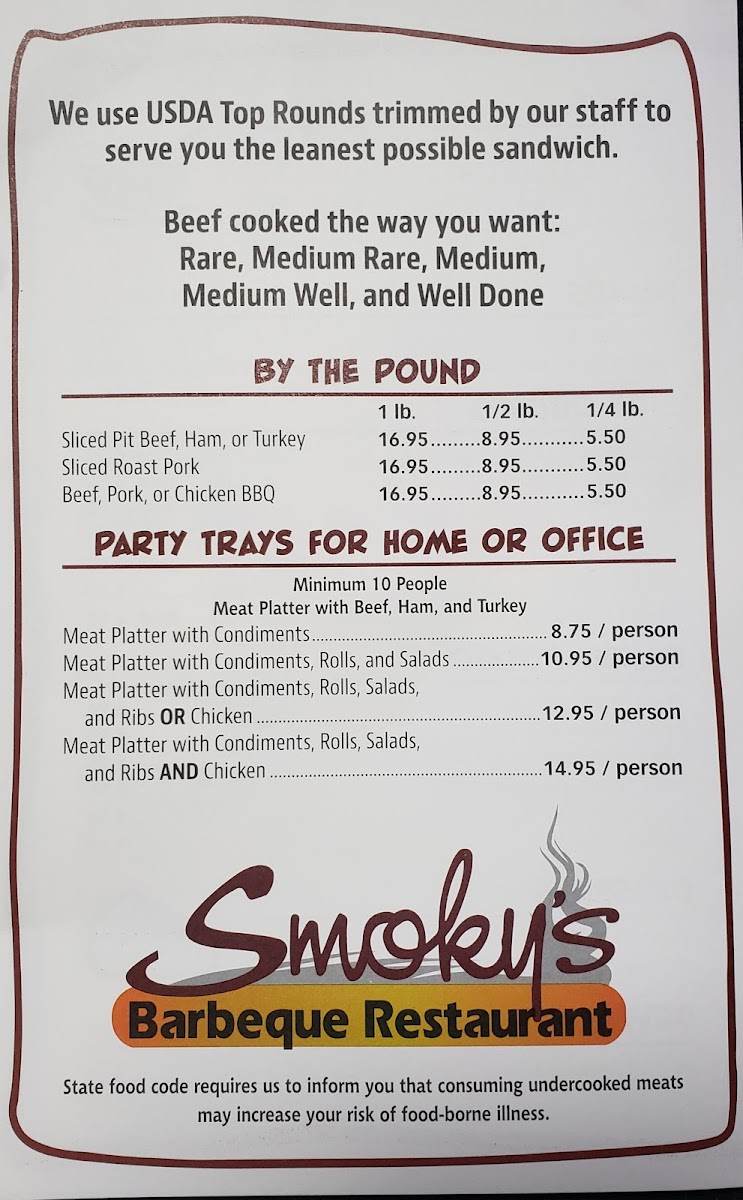 We use USDA Top Rounds trimmed by our staff to
serve you the leanest possible sandwich.
Beef cooked the way you want:
Rare, Medium Rare, Medium,
Medium Well, and Well Done
BY THE POUND
1 lb. 1/2 lb. 1/4 lb.
Sliced Pit Beef, Ham, or Turkey 16.95.........8.95...........5.50
Sliced Roast Pork 16.95.........8.95...........5.50
Beef, Pork, or Chicken BBQ 16.95.........8.95...........5.50
PARTY TRAYS FOR HOME OR OFFICE
Minimum 10 People
Meat Platter with Beef, Ham, and Turkey
Meat Platter with Condiments.................................................... 8.75 / person
Meat Platter with Condiments, Rolls, and Salads ...................10.95 / person
Meat Platter with Condiments, Rolls, Salads,
and Ribs OR Chicken ...............................................................12.95 / person
Meat Platter with Condiments, Rolls, Salads,
and Ribs AND Chicken .............................................................14.95 / person
Smoky's
Barbeque Restaurant
State food code requires us to inform you that consuming undercooked meats
may increase your risk of food-borne illness.